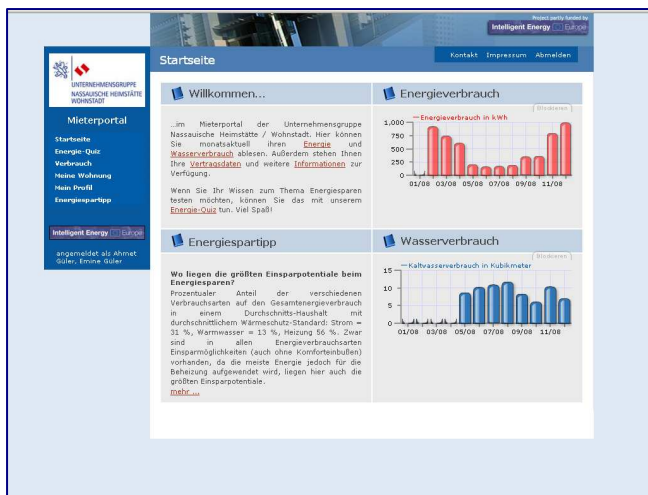 Project partly funded by
Intelligent Energy Europe
Startseite
Kontakt Impressum Abmelden
UNTERNEHMENSGRUPPE
NASSAUISCHE HEIMSTÄTTE
WOHNSTADT
Mieterportal
Startseite
Energie-Quiz
Verbrauch
Meine Wohnung
Mein Profil
Energiespartipp
Intelligent Energy Europe
angemeldet als Ahmet
Güler, Emine Güler
Willkommen...
...im Mieterportal der Unternehmensgruppe
Nassauische Heimstätte / Wohnstadt. Hier können
Sie monatsaktuell ihren Energie und
Wasserverbrauch ablesen. Außerdem stehen Ihnen
Ihre Vertragsdaten und weitere Informationen zur
Verfügung.
Wenn Sie Ihr Wissen zum Thema Energiesparen
testen möchten, können Sie das mit unserem
Energie-Quiz tun. Viel Spaß!
Energieverbrauch
Blockieren
Energieverbrauch in kWh
1,000
750
500
250
0
01/08 03/08 05/08 07/08 09/08 11/08
Energiespartipp
Wo liegen die größten Einsparpotentiale beim
Energiesparen?
Prozentualer Anteil der verschiedenen
Verbrauchsarten auf den Gesamtenergieverbrauch
in einem Durchschnitts-Haushalt mit
durchschnittlichem Wärmeschutz-Standard: Strom =
31 %, Warmwasser = 13 %, Heizung 56 %. Zwar
sind in allen Energieverbrauchsarten
Einsparmöglichkeiten (auch ohne Komforteinbußen)
vorhanden, da die meiste Energie jedoch für die
Beheizung aufgewendet wird, liegen hier auch die
größten Einsparpotentiale.
mehr ...
Wasserverbrauch
Blockieren
Kaltwasserverbrauch in Kubikmeter
15
10
5
0
01/08 03/08 05/08 07/08 09/08 11/08